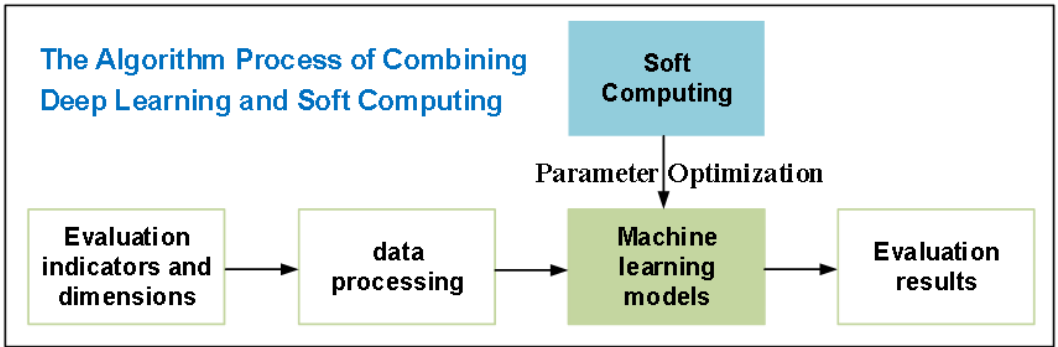 The Algorithm Process of Combining
Deep Learning and Soft Computing
Soft
Computing
Parameter Optimization
Evaluation
indicators and
dimensions
data
processing
Machine
learning
models
Evaluation
results